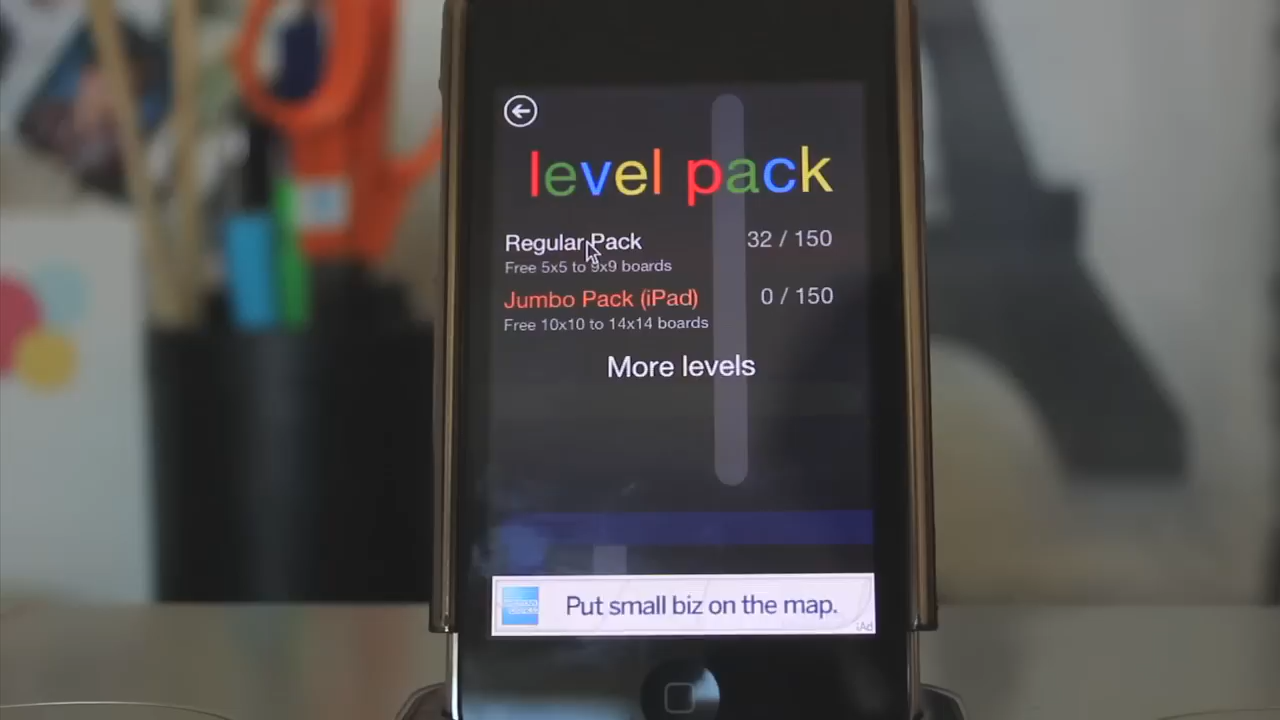 level pack
Regular Pack 32 / 150
Free 5x5 to 9x9 boards
Jumbo Pack (iPad) 0 / 150
Free 10x10 to 14x14 boards
More levels
Put small biz on the map.
iAd